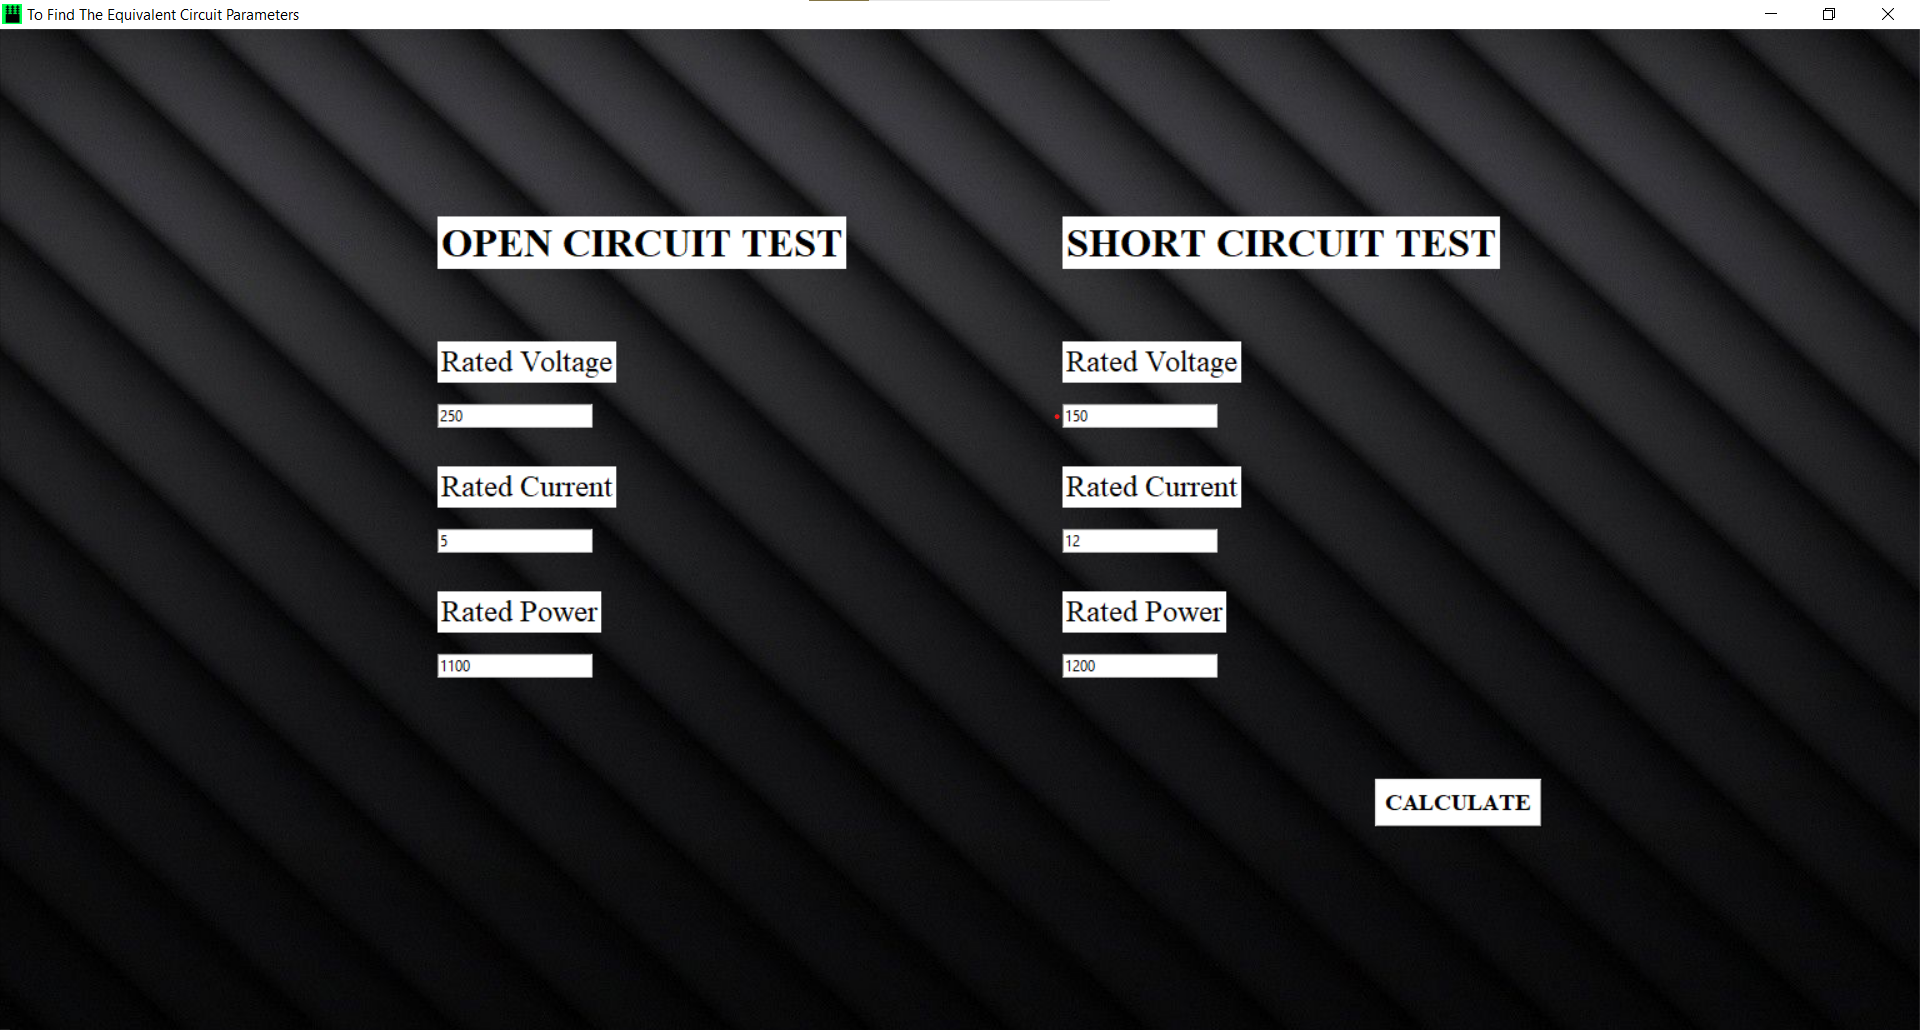 To Find The Equivalent Circuit Parameters
OPEN CIRCUIT TEST
Rated Voltage
250
Rated Current
5
Rated Power
1100
SHORT CIRCUIT TEST
Rated Voltage
150
Rated Current
12
Rated Power
1200
CALCULATE